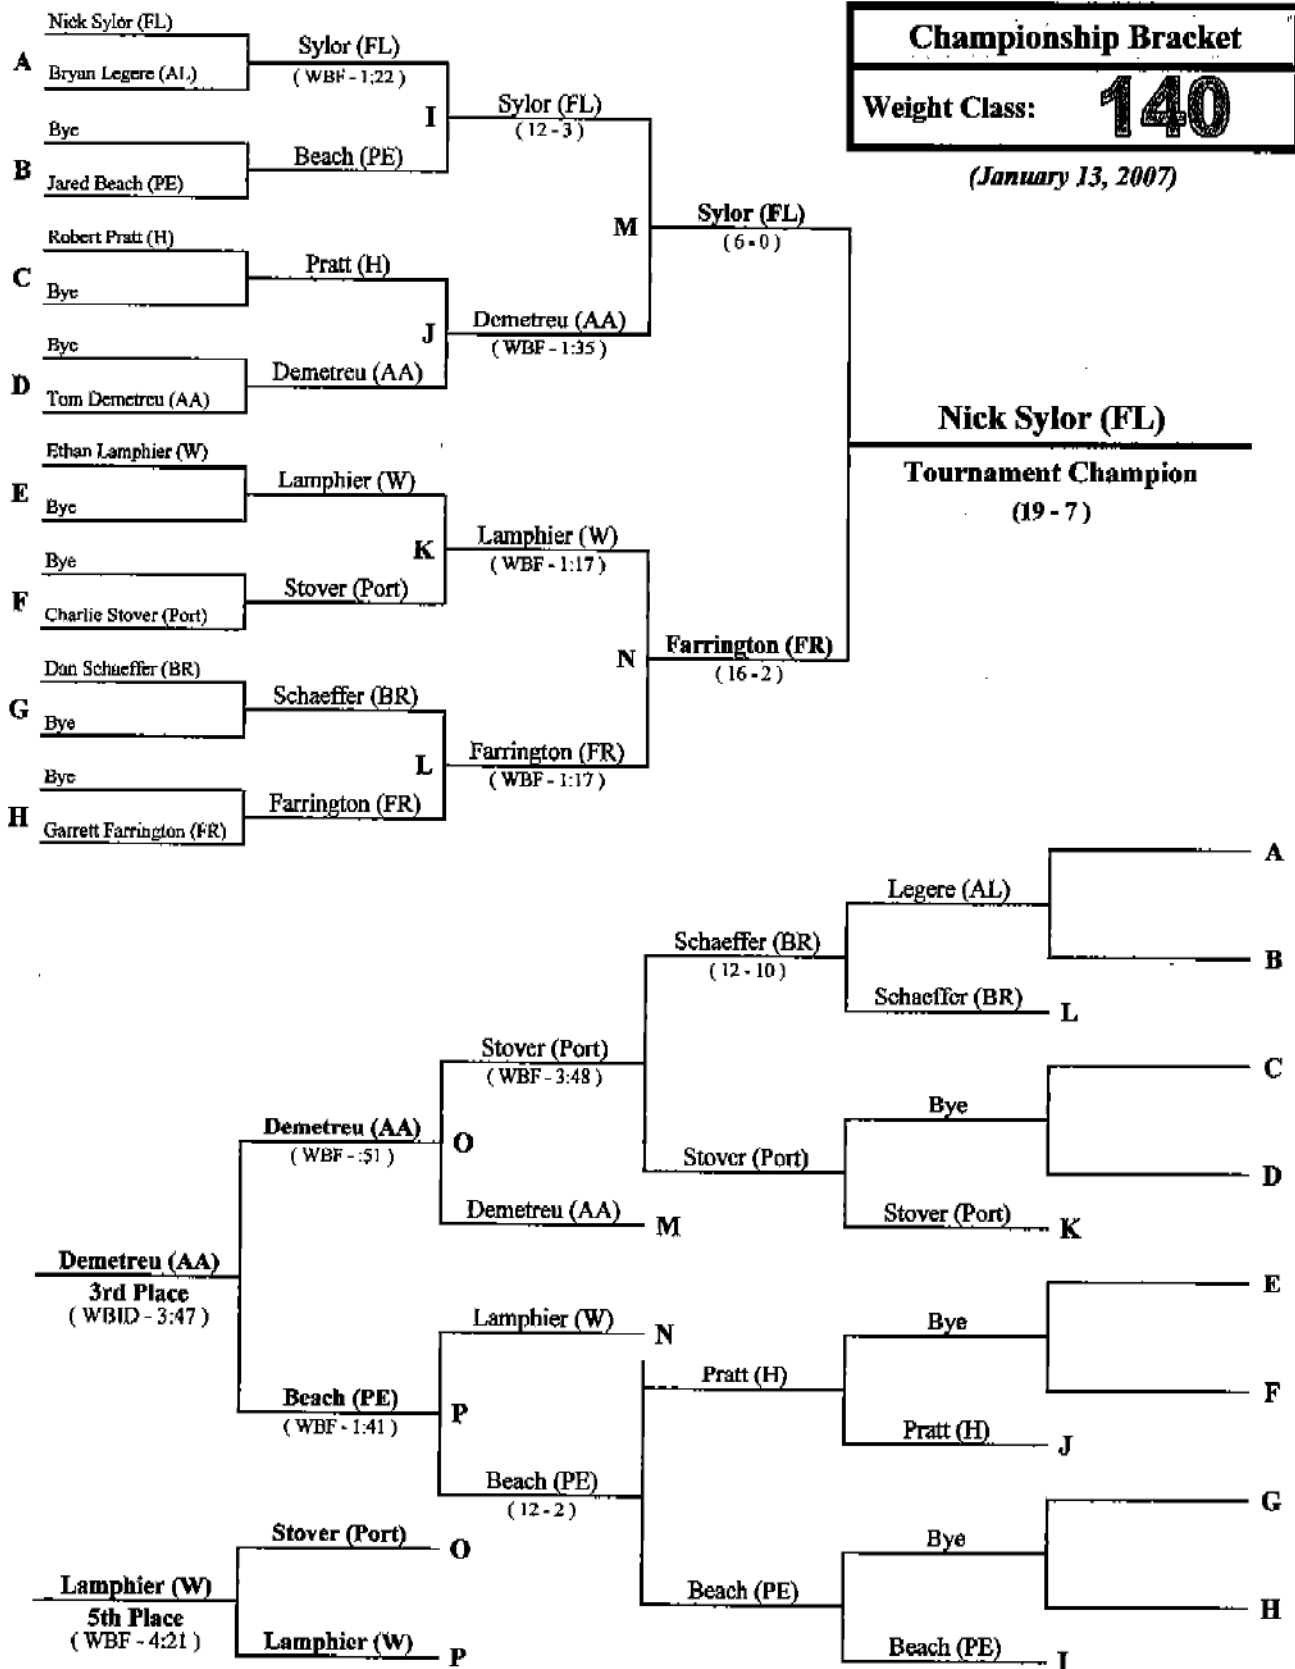 Championship Bracket
Weight Class: 140
(January 13, 2007)
Nick Sylor (FL)
A
Bryan Legere (AL)
Sylor (FL)
( WBF - 1:22 )
Bye
B
Jared Beach (PE)
Beach (PE)
I
Sylor (FL)
( 12 - 3 )
Robert Pratt (H)
C
Bye
Pratt (H)
Bye
D
Tom Demetreu (AA)
Demetreu (AA)
J
Demetreu (AA)
( WBF - 1:35 )
M
Sylor (FL)
( 6 - 0 )
Ethan Lamphier (W)
E
Bye
Lamphier (W)
Bye
F
Charlie Stover (Port)
Stover (Port)
K
Lamphier (W)
( WBF - 1:17 )
Dan Schaeffer (BR)
G
Bye
Schaeffer (BR)
Bye
H
Garrett Farrington (FR)
Farrington (FR)
L
Farrington (FR)
( WBF - 1:17 )
N
Farrington (FR)
( 16 - 2 )
Nick Sylor (FL)
Tournament Champion
(19 - 7 )
A
Legere (AL)
B
Schaeffer (BR)
( 12 - 10 )
Schaeffer (BR)
L
Stover (Port)
( WBF - 3:48 )
C
Bye
D
Stover (Port)
Stover (Port)
K
Demetreu (AA)
( WBF - :51 )
O
Demetreu (AA)
M
Demetreu (AA)
3rd Place
( WBID - 3:47 )
Lamphier (W)
N
E
Bye
F
Pratt (H)
Pratt (H)
J
Beach (PE)
( WBF - 1:41 )
P
Beach (PE)
( 12 - 2 )
G
Bye
H
Beach (PE)
Beach (PE)
I
Stover (Port)
O
Lamphier (W)
5th Place
( WBF - 4:21 )
Lamphier (W)
P